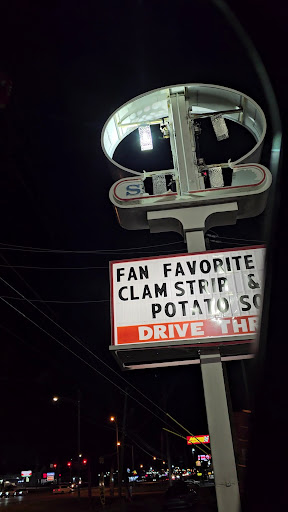 FAN FAVORITE
CLAM STRIP &
POTATO SO
DRIVE THR